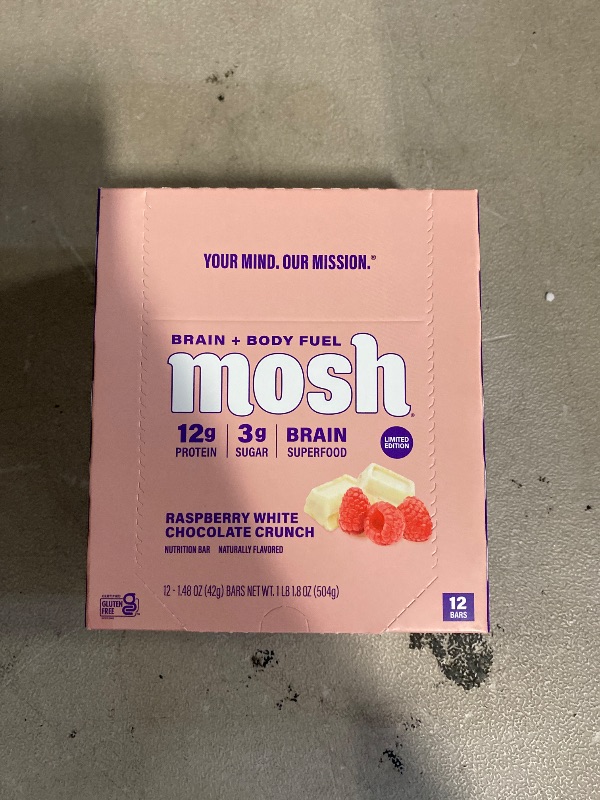 YOUR MIND. OUR MISSION.®
BRAIN + BODY FUEL
mosh®
12g PROTEIN
3g SUGAR
BRAIN SUPERFOOD
LIMITED EDITION
RASPBERRY WHITE
CHOCOLATE CRUNCH
NUTRITION BAR NATURALLY FLAVORED
12 - 1.48 OZ (42g) BARS NET WT. 1 LB 1.8 OZ (504g)
CERTIFIED
GLUTEN
FREE
12
BARS